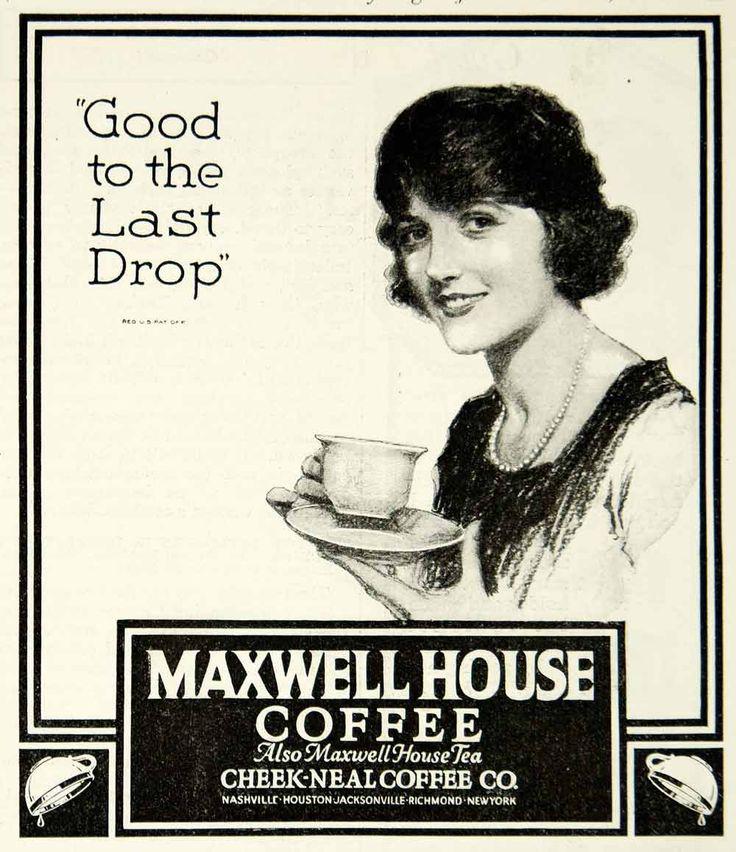 "Good
to the
Last
Drop"
REG. U.S. PAT. OFF.
MAXWELL HOUSE
COFFEE
Also Maxwell House Tea
CHEEK-NEAL COFFEE CO.
NASHVILLE · HOUSTON · JACKSONVILLE · RICHMOND · NEW YORK